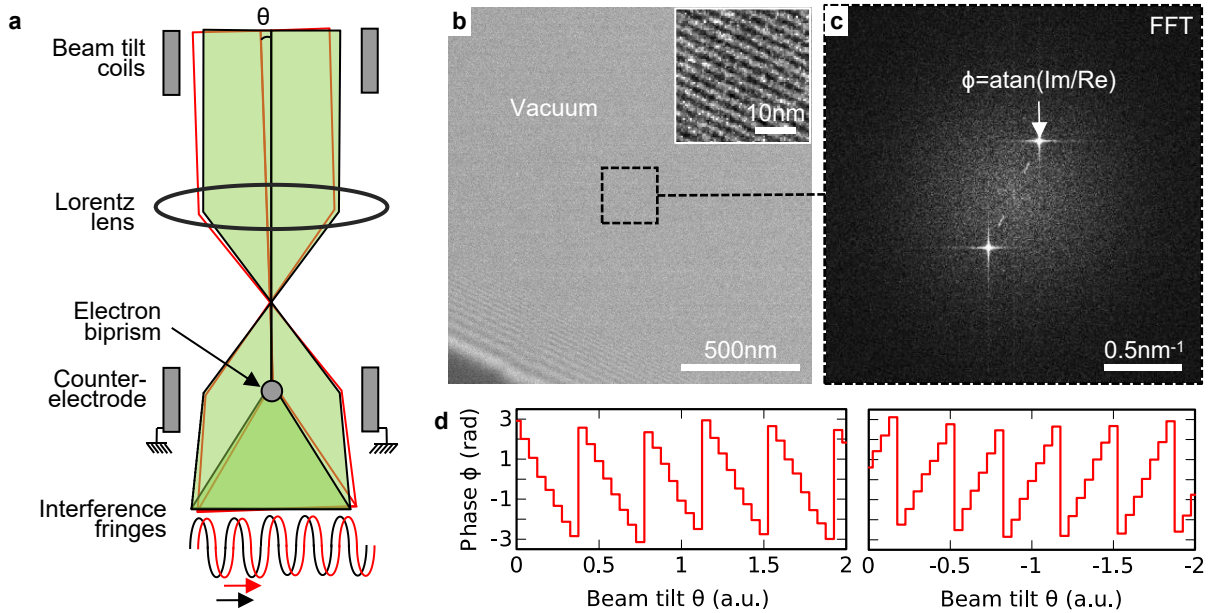 a
θ
Beam tilt
coils
Lorentz
lens
Electron
biprism
Counter-
electrode
Interference
fringes
b
Vacuum
10nm
500nm
c
FFT
ϕ=atan(Im/Re)
0.5nm⁻¹
d
Phase ϕ (rad)
3
1
-1
-3
0 0.5 1 1.5 2
Beam tilt θ (a.u.)
0 -0.5 -1 -1.5 -2
Beam tilt θ (a.u.)